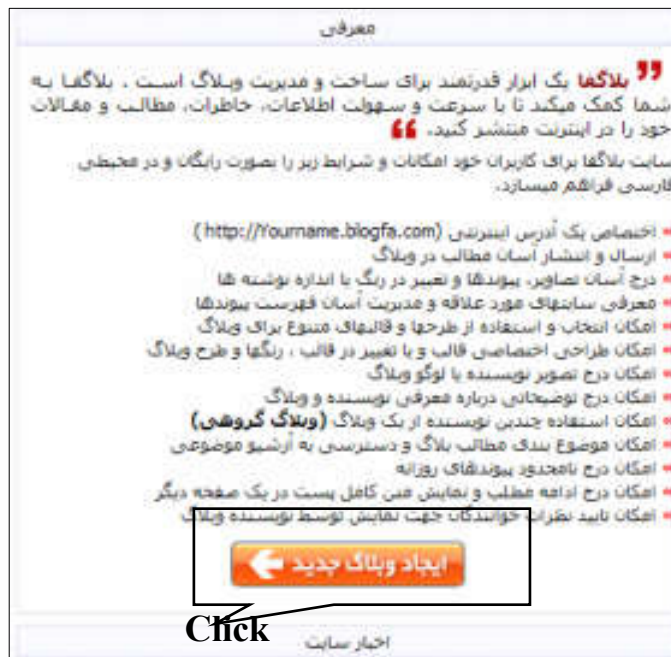 معرفی
بلاگفا یک ابزار قدرتمند برای ساخت و مدیریت وبلاگ است . بلاگفا به
شما کمک میکند تا با سرعت و سهولت اطلاعات، خاطرات، مطالب و مقالات
خود را در اینترنت منتشر کنید.
سایت بلاگفا برای کاربران خود امکانات و شرایط زیر را بصورت رایگان و در محیطی
فارسی فراهم میسازد.
اختصاص یک آدرس اینترنتی (http://Yourname.blogfa.com )
ارسال و انتشار آسان مطالب در وبلاگ
درج آسان تصاویر، پیوندها و تغییر در رنگ یا اندازه نوشته ها
معرفی سایتهای مورد علاقه و مدیریت آسان فهرست پیوندها
امکان انتخاب و استفاده از طرحها و قالبهای متنوع برای وبلاگ
امکان طراحی اختصاصی قالب و یا تغییر در قالب ، رنگها و طرح وبلاگ
امکان درج تصویر نویسنده یا لوگو وبلاگ
امکان درج توضیحاتی درباره معرفی نویسنده و وبلاگ
امکان استفاده چندین نویسنده از یک وبلاگ (وبلاگ گروهی)
امکان موضوع بندی مطالب بلاگ و دسترسی به آرشیو موضوعی
امکان درج نامحدود پیوندهای روزانه
امکان درج ادامه مطلب و نمایش متن کامل پست در یک صفحه دیگر
امکان تایید نظرات خوانندگان جهت نمایش توسط نویسنده وبلاگ
ایجاد وبلاگ جدید
Click
اخبار سایت